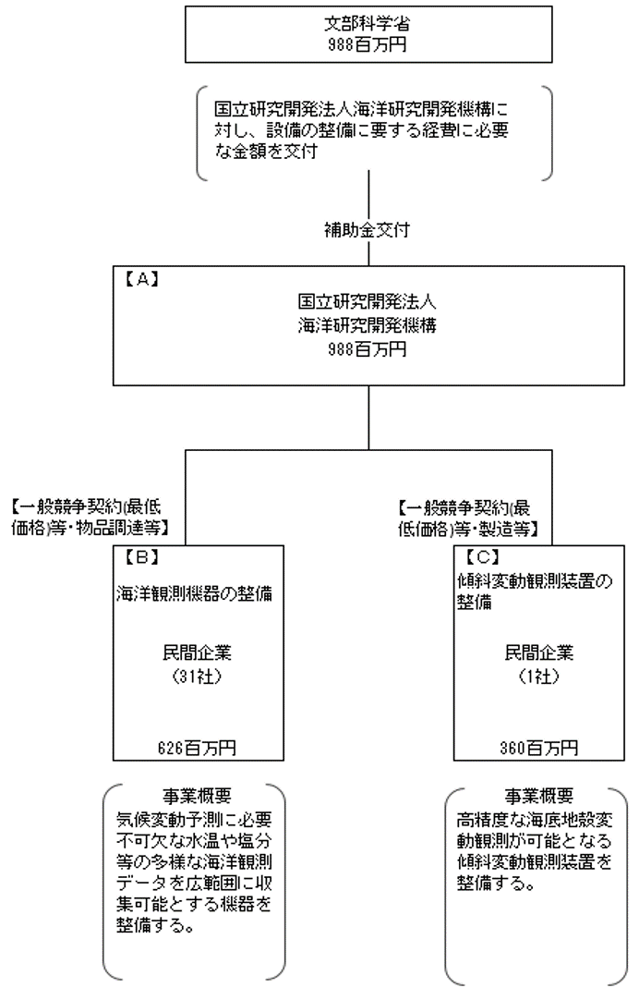 文部科学省
988百万円
国立研究開発法人海洋研究開発機構に
対し、設備の整備に要する経費に必要
な金額を交付
補助金交付
【A】
国立研究開発法人
海洋研究開発機構
988百万円
【一般競争契約(最低
価格)等・物品調達等】
【B】
海洋観測機器の整備
民間企業
（31社）
626百万円
事業概要
気候変動予測に必要
不可欠な水温や塩分
等の多様な海洋観測
データを広範囲に収
集可能とする機器を
整備する。
【一般競争契約(最
低価格)等・製造等】
【C】
傾斜変動観測装置の
整備
民間企業
（1社）
360百万円
事業概要
高精度な海底地殻変
動観測が可能となる
傾斜変動観測装置を
整備する。